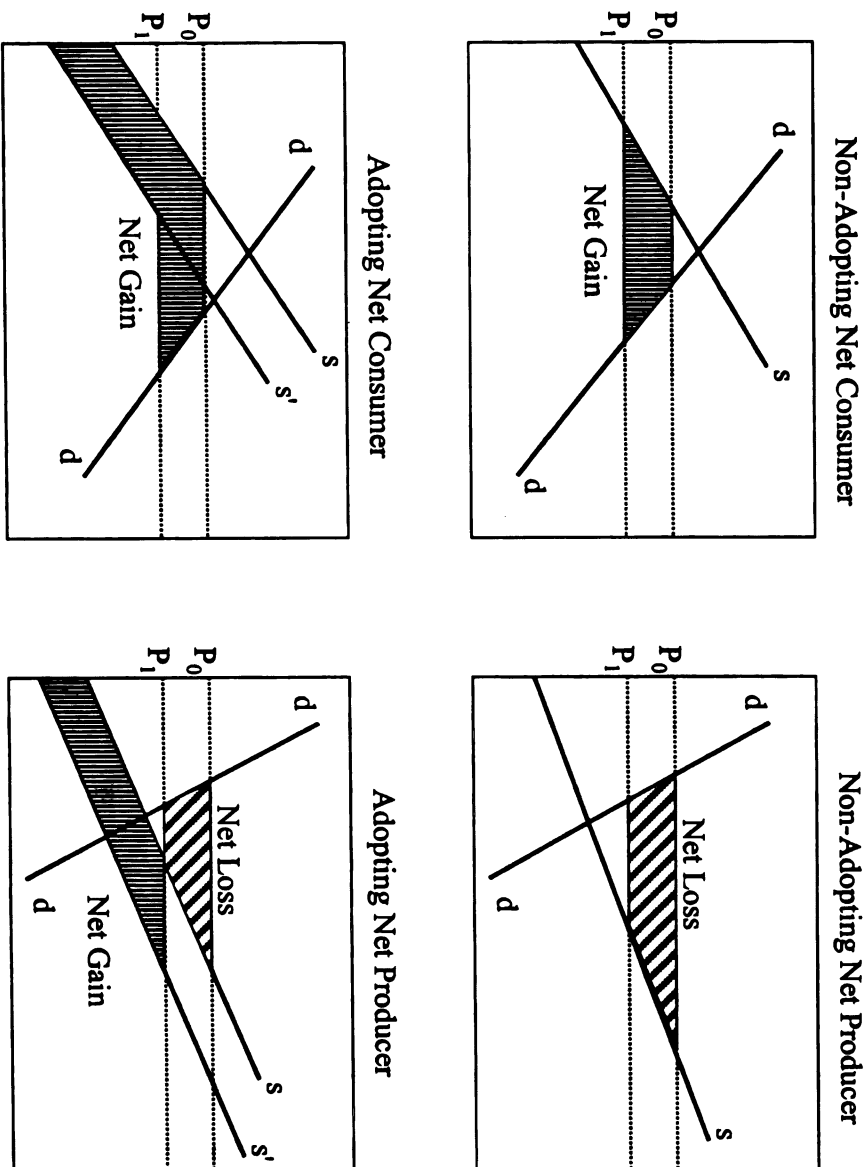 Non-Adopting Net Consumer
d
s
P₀
P₁
Net Gain
d
Non-Adopting Net Producer
d
s
P₀
Net Loss
P₁
d
Adopting Net Consumer
d
s
s'
P₀
P₁
Net Gain
d
Adopting Net Producer
d
s
s'
P₀
Net Loss
P₁
Net Gain
d